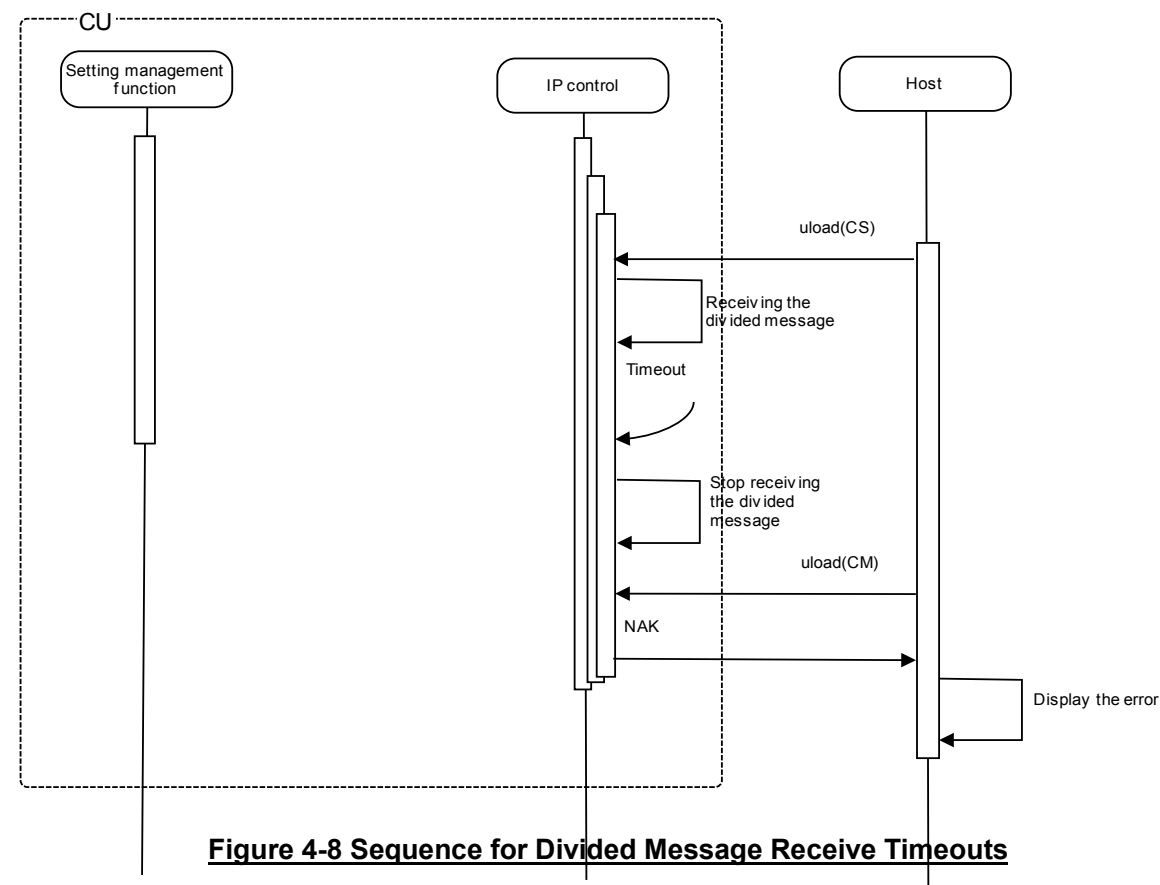 CU
Setting management
function
IP control
Host
uload(CS)
Receiving the
divided message
Timeout
Stop receiving
the divided
message
uload(CM)
NAK
Display the error
Figure 4-8 Sequence for Divided Message Receive Timeouts